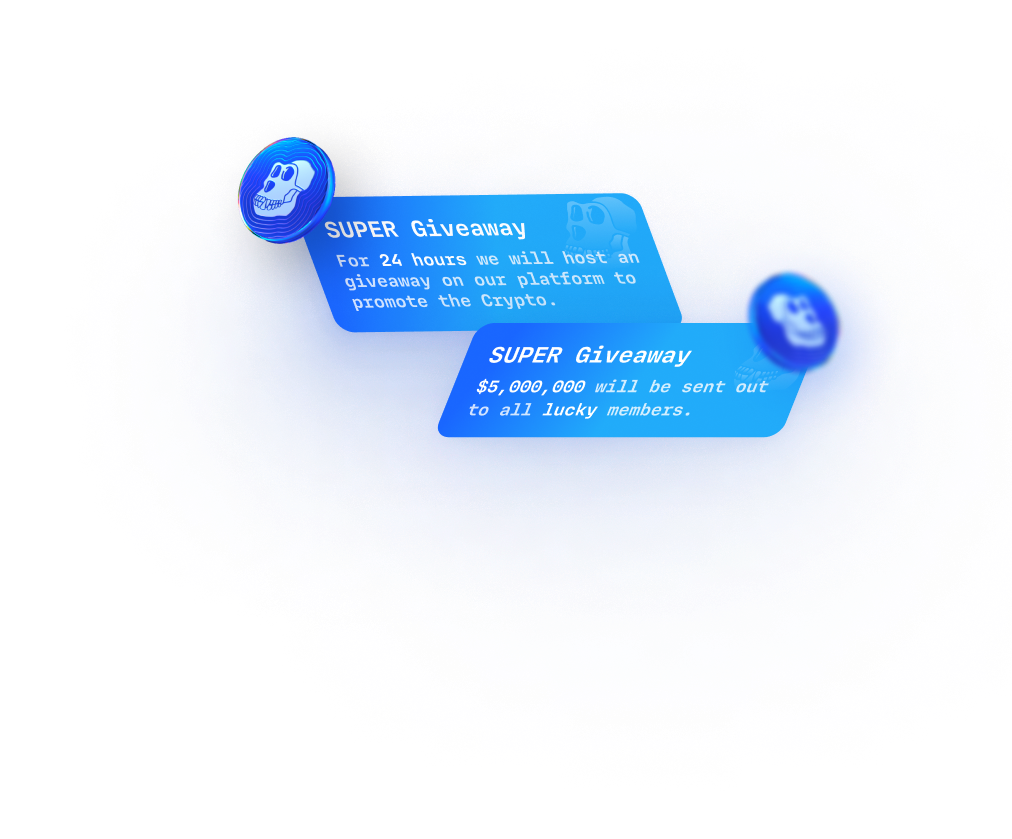 SUPER Giveaway
For 24 hours we will host an
giveaway on our platform to
promote the Crypto.
SUPER Giveaway
$5,000,000 will be sent out
to all lucky members.